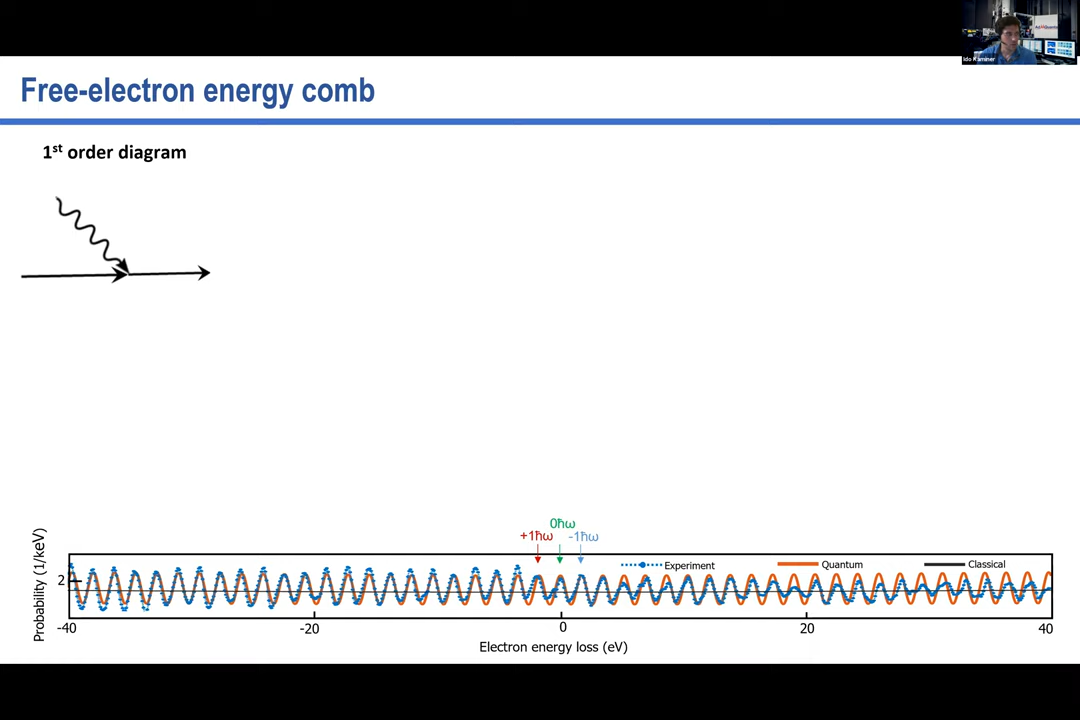 Ido Kaminer
Free-electron energy comb
1st order diagram
0ħω
+1ħω
-1ħω
Experiment
Quantum
Classical
Probability (1/keV)
2
-40
-20
0
20
40
Electron energy loss (eV)